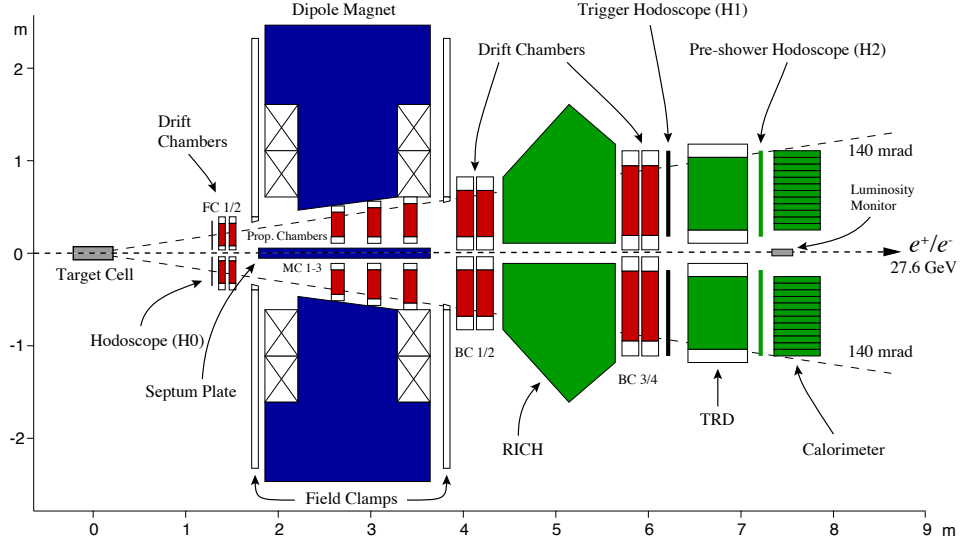 Dipole Magnet
Trigger Hodoscope (H1)
m
Drift Chambers
Pre-shower Hodoscope (H2)
2
Drift
Chambers
1
140 mrad
FC 1/2
Luminosity
Monitor
Prop. Chambers
0
e+/e-
27.6 GeV
Target Cell
MC 1-3
Hodoscope (H0)
-1
BC 1/2
140 mrad
BC 3/4
Septum Plate
TRD
-2
RICH
Calorimeter
Field Clamps
0 1 2 3 4 5 6 7 8 9 m